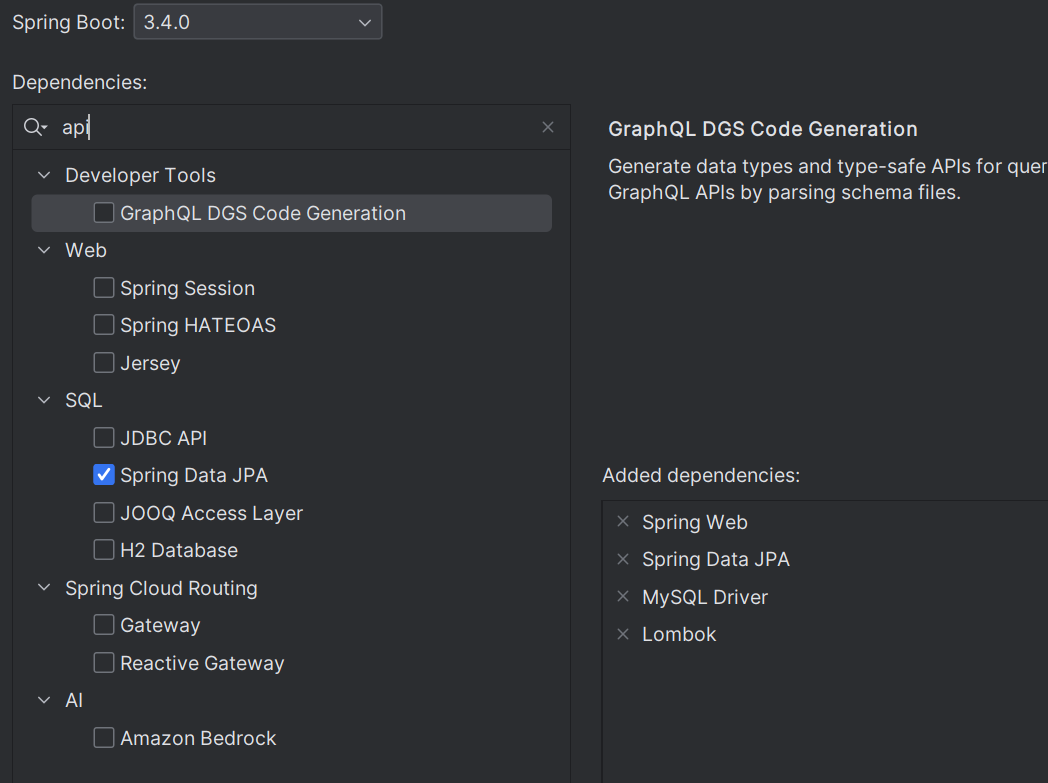 Spring Boot: 3.4.0
Dependencies:
api
Developer Tools
GraphQL DGS Code Generation
Web
Spring Session
Spring HATEOAS
Jersey
SQL
JDBC API
Spring Data JPA
JOOQ Access Layer
H2 Database
Spring Cloud Routing
Gateway
Reactive Gateway
AI
Amazon Bedrock
GraphQL DGS Code Generation
Generate data types and type-safe APIs for quer
GraphQL APIs by parsing schema files.
Added dependencies:
Spring Web
Spring Data JPA
MySQL Driver
Lombok